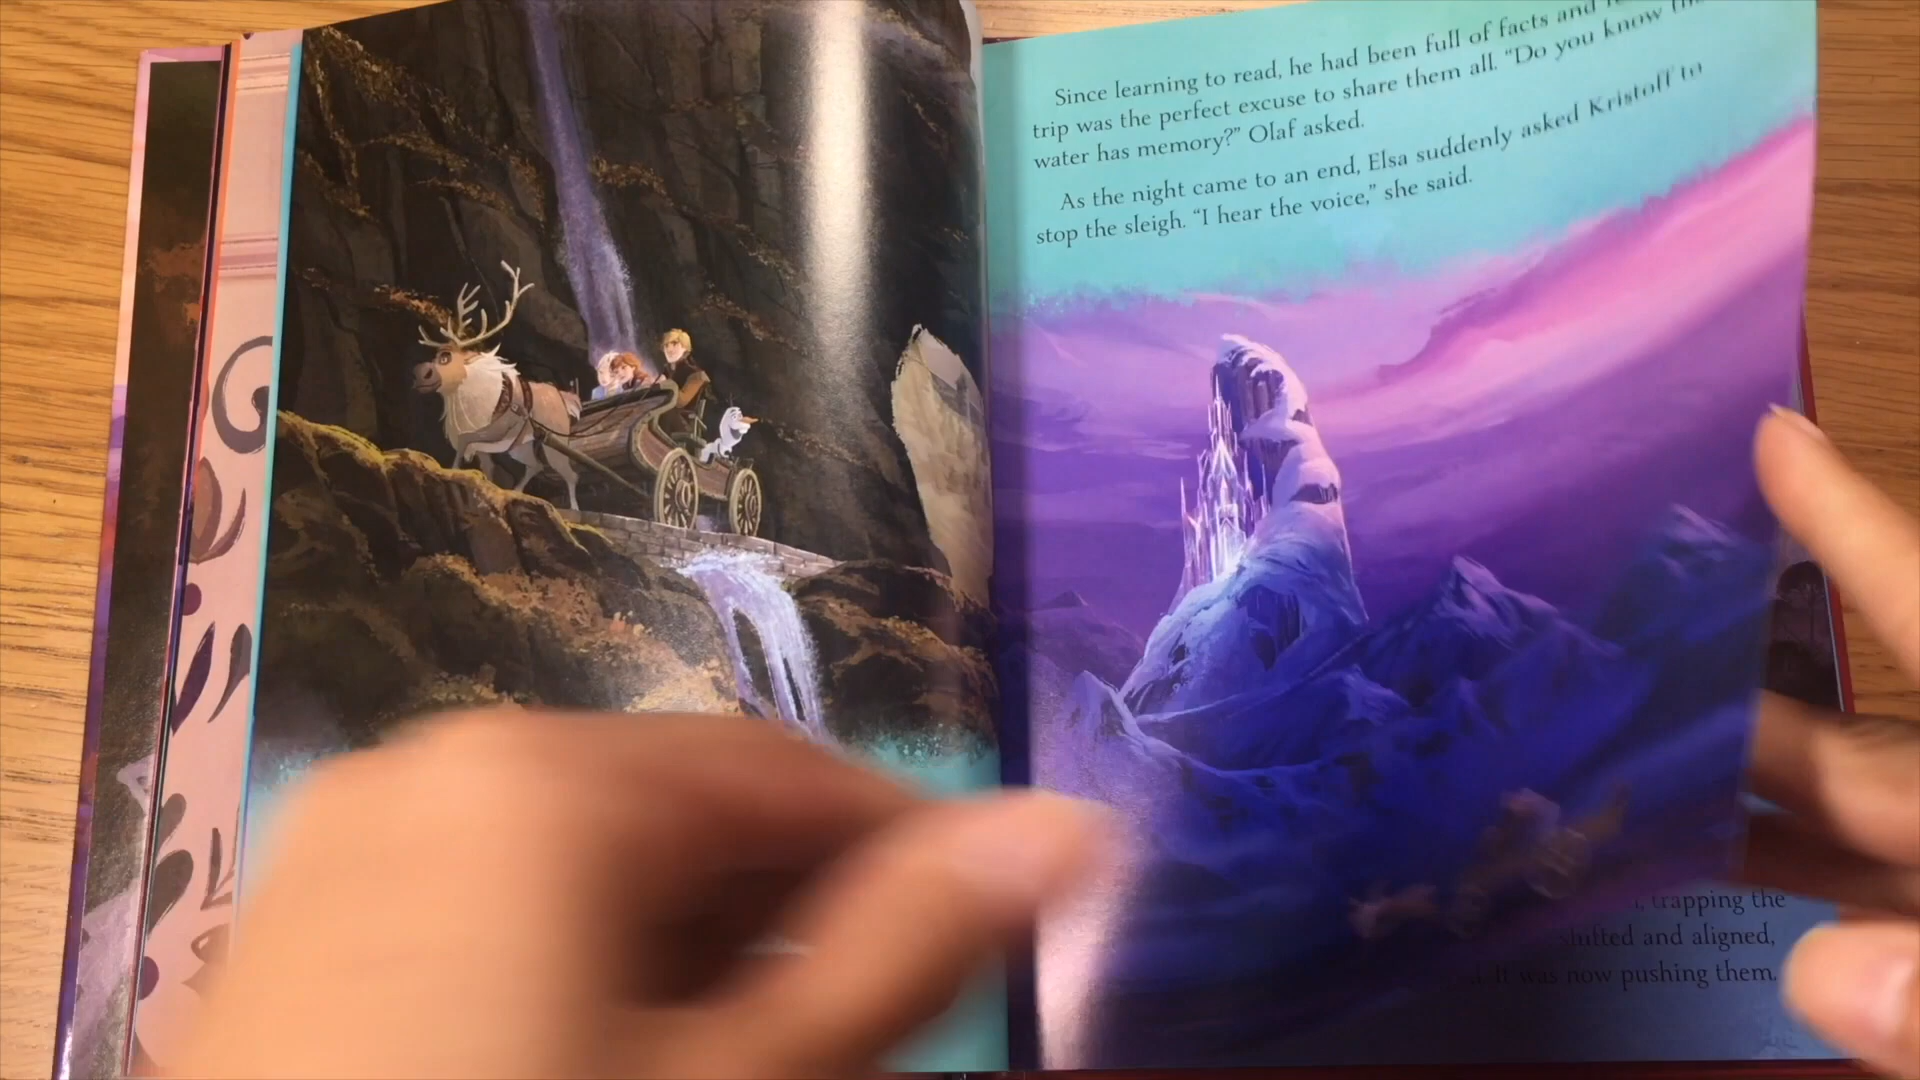 Since learning to read, he had been full of facts and
trip was the perfect excuse to share them all. "Do you know
water has memory?" Olaf asked.
As the night came to an end, Elsa suddenly asked Kristoff to
stop the sleigh. "I hear the voice," she said.
trapping the
shifted and aligned,
It was now pushing them.